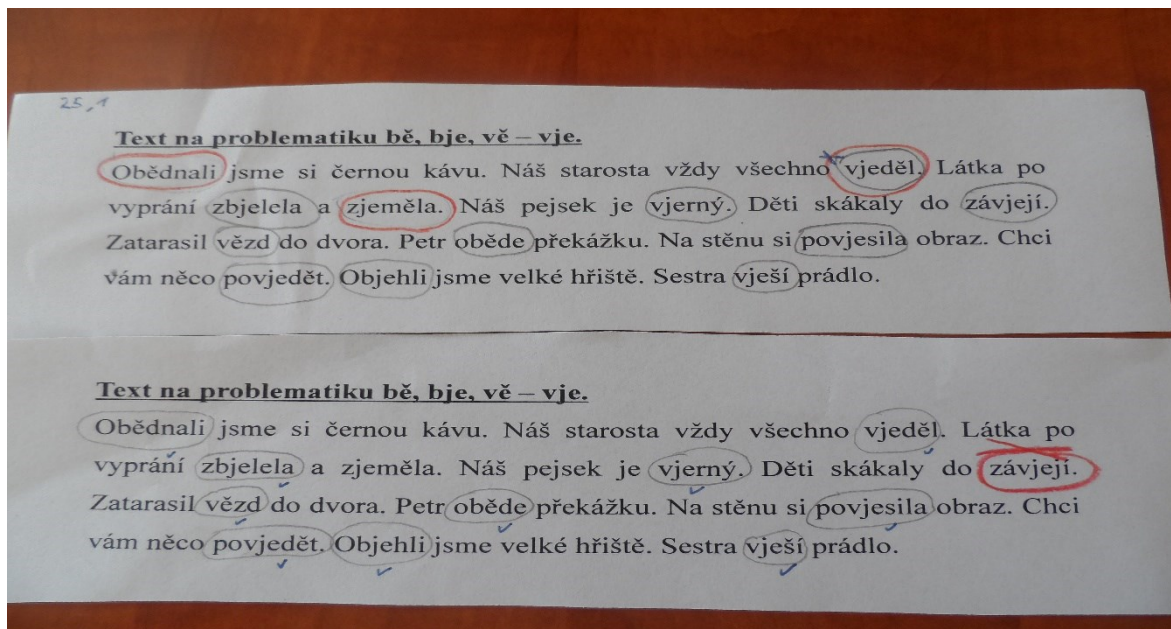 25,1
Text na problematiku bě, bje, vě – vje.
Obědnali jsme si černou kávu. Náš starosta vždy všechno vjeděl. Látka po
vyprání zbjelela a zjeměla. Náš pejsek je vjerný. Děti skákaly do závjejí.
Zatarasil vězd do dvora. Petr oběde překážku. Na stěnu si povjesila obraz. Chci
vám něco povjedět. Objehli jsme velké hřiště. Sestra vješí prádlo.
Text na problematiku bě, bje, vě – vje.
Obědnali jsme si černou kávu. Náš starosta vždy všechno vjeděl. Látka po
vyprání zbjelela a zjeměla. Náš pejsek je vjerný. Děti skákaly do závjejí.
Zatarasil vězd do dvora. Petr oběde překážku. Na stěnu si povjesila obraz. Chci
vám něco povjedět. Objehli jsme velké hřiště. Sestra vješí prádlo.